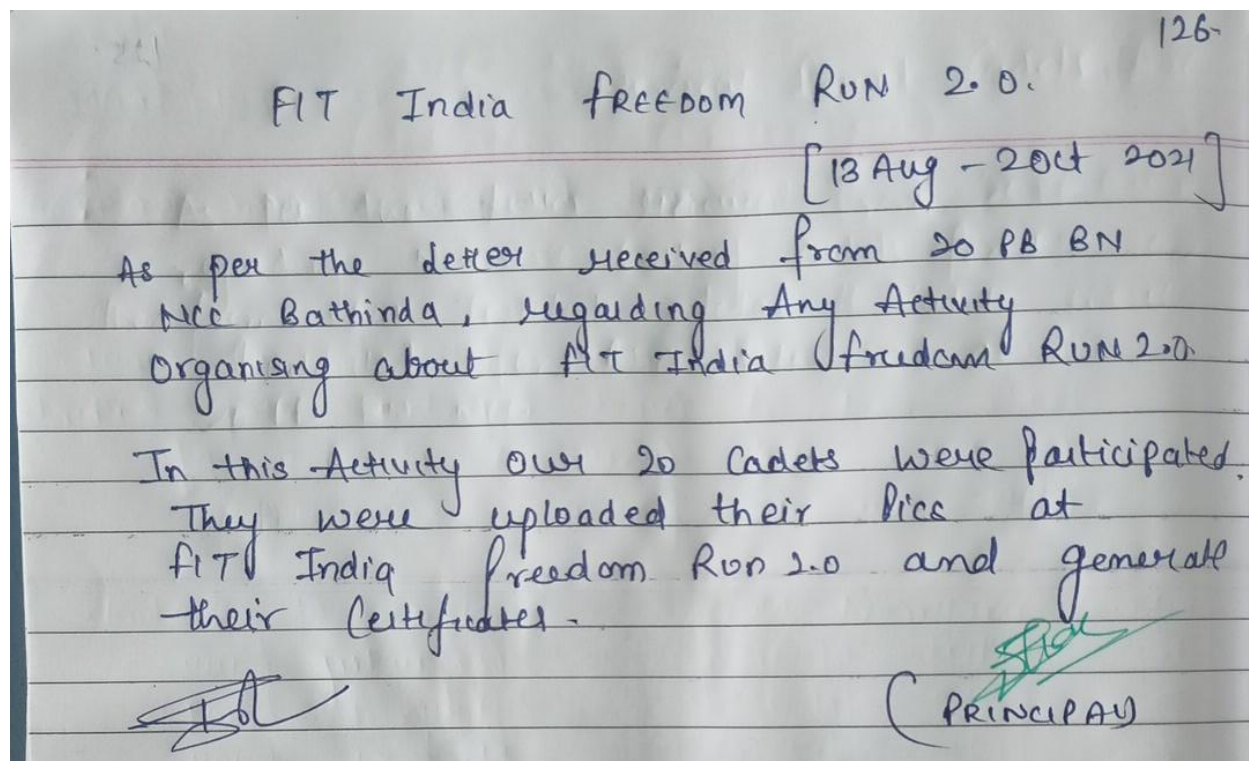 126-
FIT India fREEDOM RUN 2.0.
[13 Aug - 2 Oct 2021]
As per the letter received from 20 PB BN
NCC Bathinda, regarding Any Activity
Organising about FIT India freedom RUN 2.0.
In this Activity our 20 Cadets were Participated.
They were uploaded their Pics at
FIT India freedom Run 2.0 and generate
their Certificates.
(PRINCIPAL)